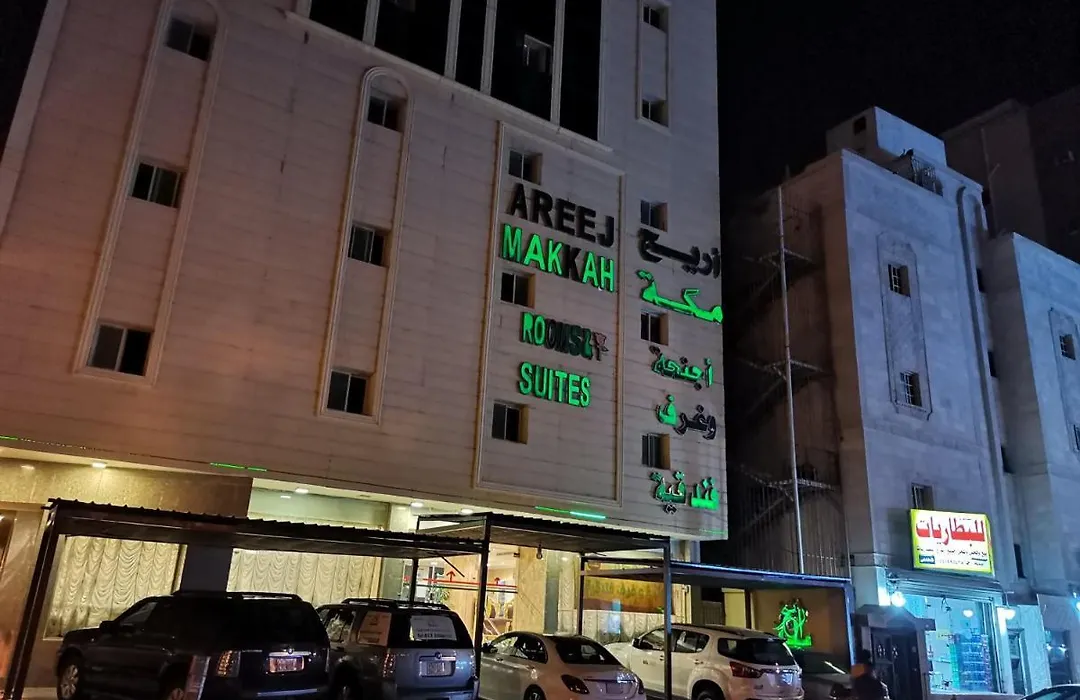 AREEJ
MAKKAH
ROOMS &
SUITES
أريج
مكة
أجنحة
وغرف
فندقية
للبطاريات